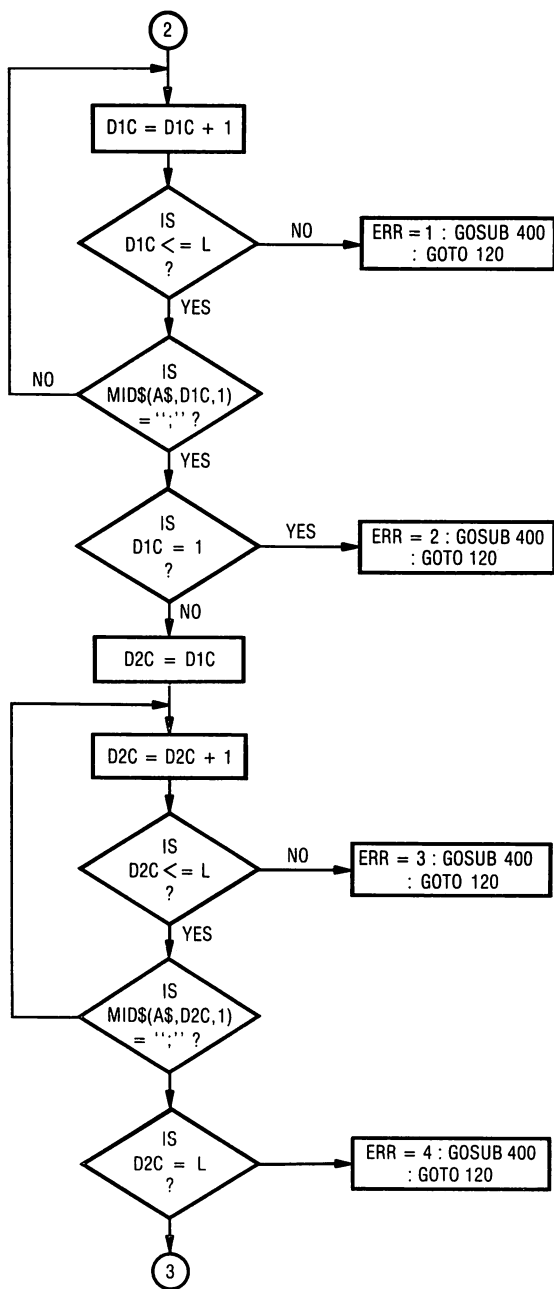 2
D1C = D1C + 1
IS
D1C <= L
?
NO
ERR =1 : GOSUB 400
: GOTO 120
YES
IS
MID$(A$,D1C,1)
= '';'' ?
NO
YES
IS
D1C = 1
?
YES
ERR = 2 : GOSUB 400
: GOTO 120
NO
D2C = D1C
D2C = D2C + 1
IS
D2C <= L
?
NO
ERR = 3 : GOSUB 400
: GOTO 120
YES
IS
MID$(A$,D2C,1)
= '';'' ?
IS
D2C = L
?
ERR = 4 : GOSUB 400
: GOTO 120
3